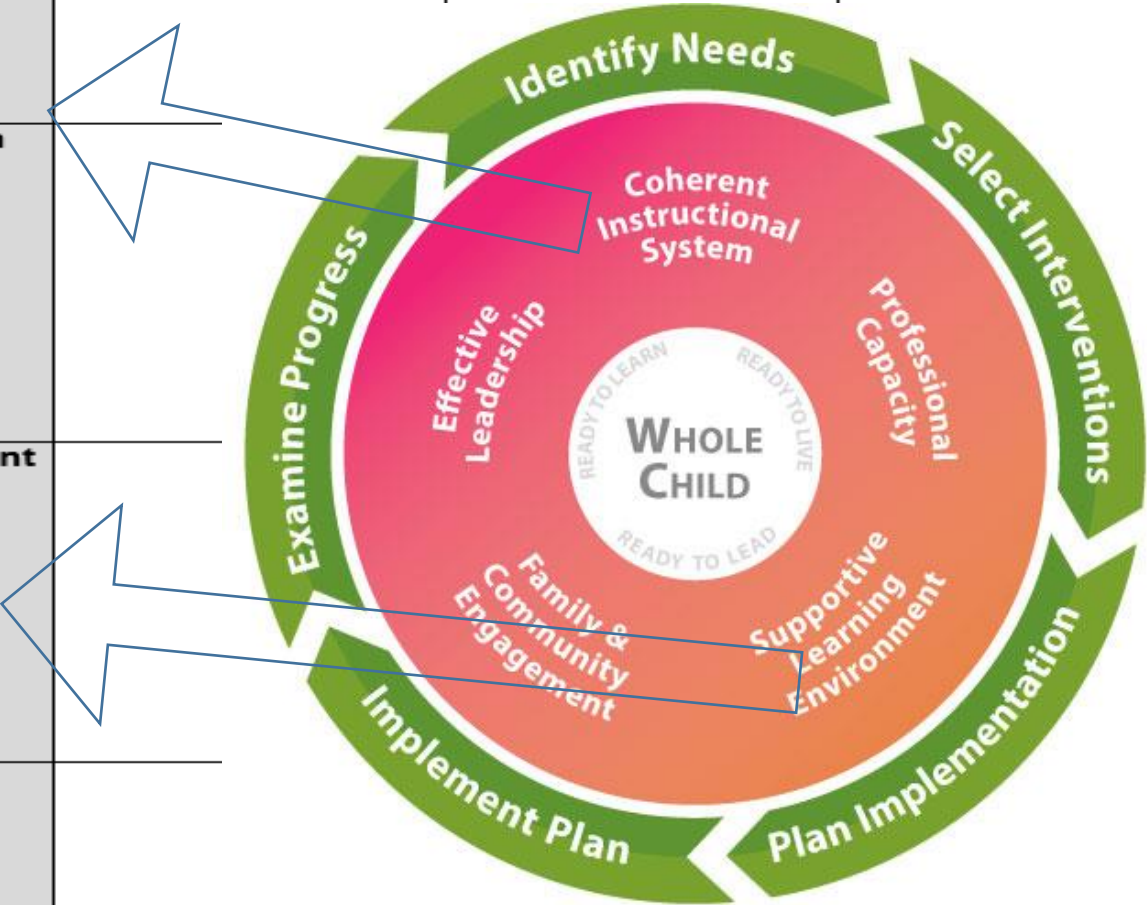 nt
Identify Needs
Select Interventions
Plan Implementation
Implement Plan
Examine Progress
Coherent
Instructional
System
Professional
Capacity
Supportive
Learning
Environment
Family &
Community
Engagement
Effective
Leadership
READY TO LEARN
READY TO LIVE
READY TO LEAD
WHOLE
CHILD